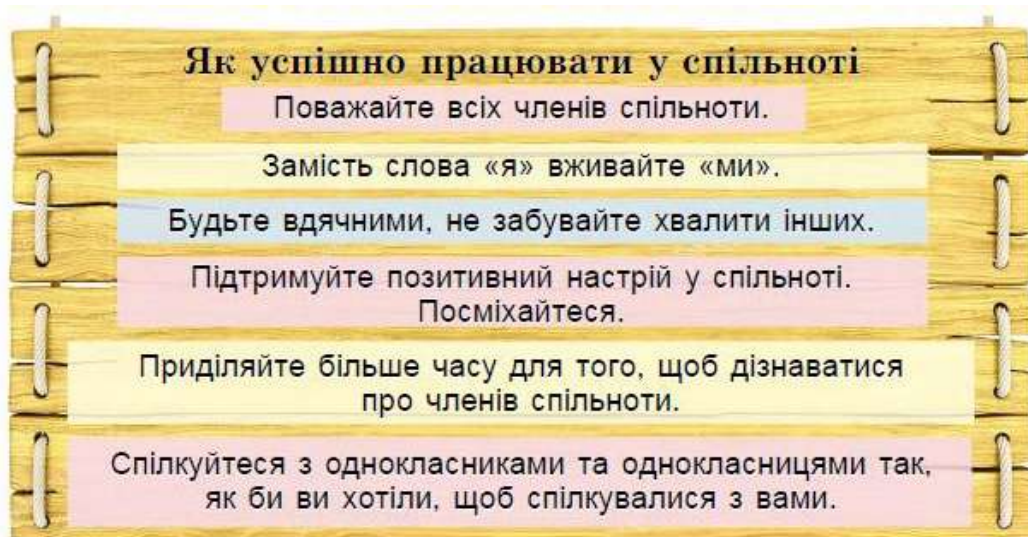 Як успішно працювати у спільноті
Поважайте всіх членів спільноти.
Замість слова «я» вживайте «ми».
Будьте вдячними, не забувайте хвалити інших.
Підтримуйте позитивний настрій у спільноті.
Посміхайтеся.
Приділяйте більше часу для того, щоб дізнаватися
про членів спільноти.
Спілкуйтеся з однокласниками та однокласницями так,
як би ви хотіли, щоб спілкувалися з вами.